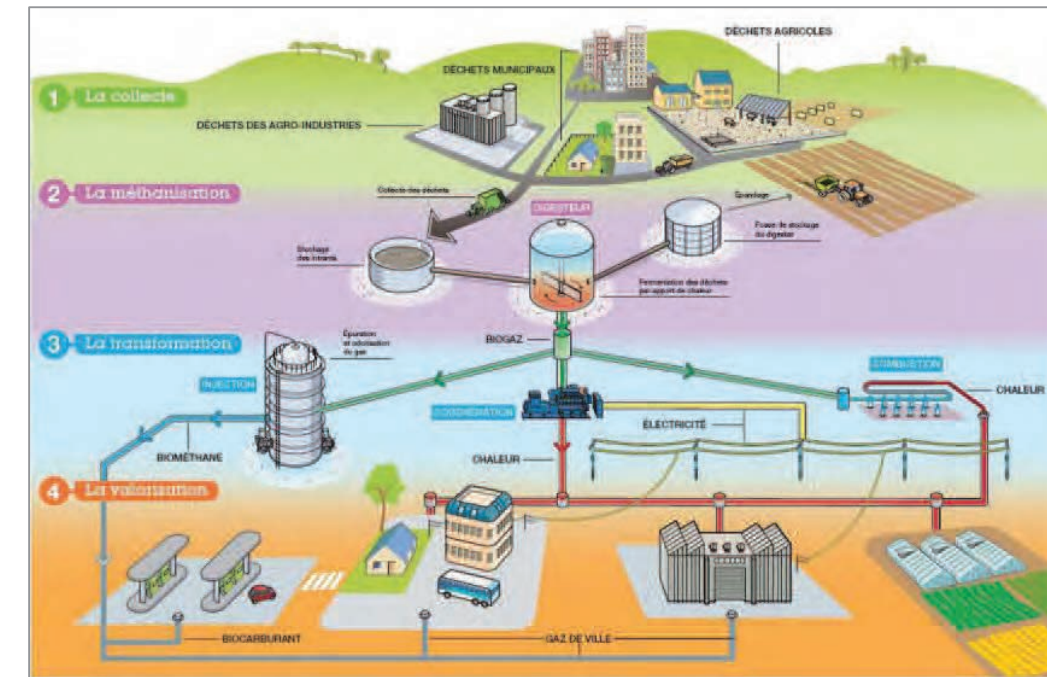 DÉCHETS AGRICOLES
DÉCHETS MUNICIPAUX
1 La collecte
DÉCHETS DES AGRO-INDUSTRIES
2 La méthanisation
Collecte des déchets
DIGESTEUR
Épandage
Fosse de stockage
du digestat
Stockage
des intrants
Fermentation des déchets
par apport de chaleur
3 La transformation
Épuration
et odorisation
du gaz
BIOGAZ
COMBUSTION
INJECTION
CHALEUR
COGÉNÉRATION
ÉLECTRICITÉ
BIOMÉTHANE
CHALEUR
4 La valorisation
BIOCARBURANT
GAZ DE VILLE